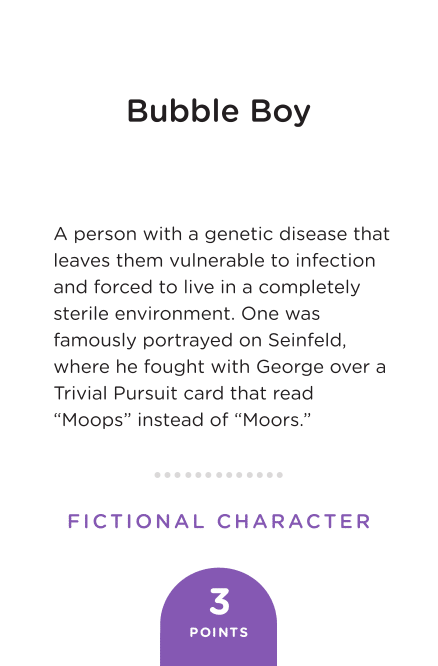 Bubble Boy
A person with a genetic disease that
leaves them vulnerable to infection
and forced to live in a completely
sterile environment. One was
famously portrayed on Seinfeld,
where he fought with George over a
Trivial Pursuit card that read
“Moops” instead of “Moors.”
FICTIONAL CHARACTER
3
POINTS